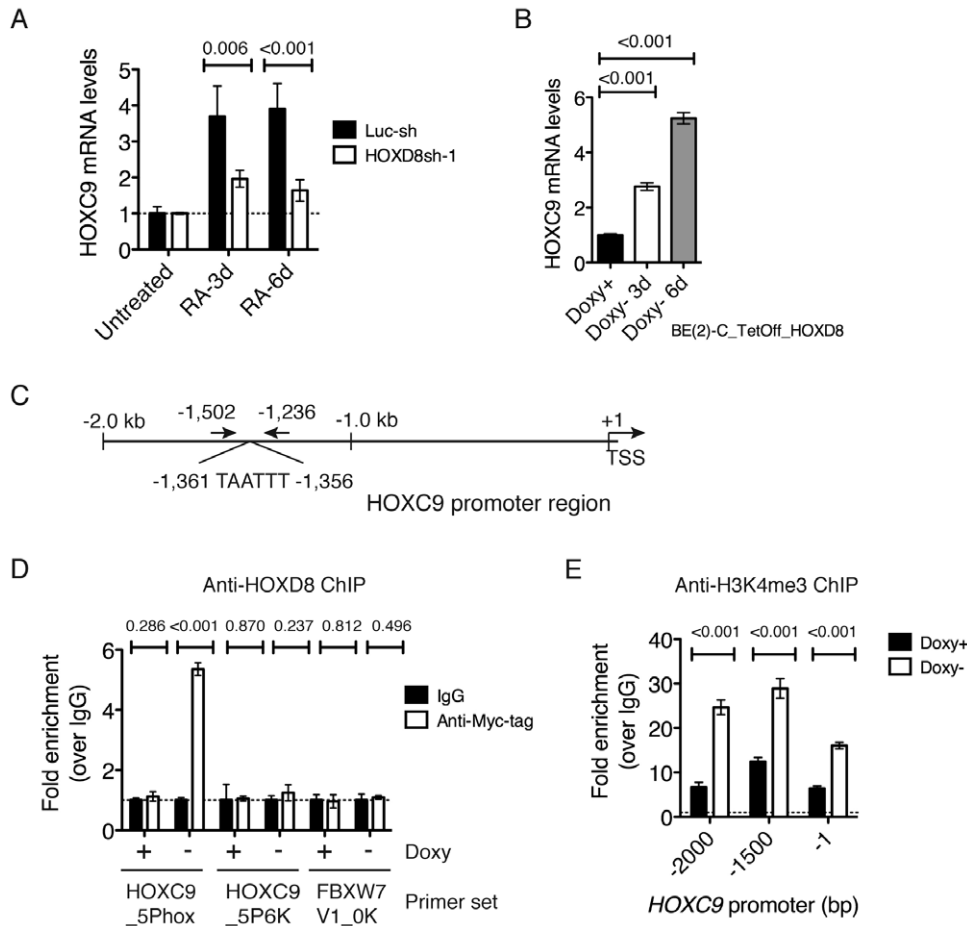 A
0.006 <0.001
HOXC9 mRNA levels
5
4
3
2
1
0
Untreated
RA-3d
RA-6d
Luc-sh
HOXD8sh-1
B
<0.001
<0.001
HOXC9 mRNA levels
6
4
2
0
Doxy+
Doxy- 3d
Doxy- 6d
BE(2)-C_TetOff_HOXD8
C
-2.0 kb -1,502 -1,236 -1.0 kb +1
TSS
-1,361 TAATTT -1,356
HOXC9 promoter region
D
Anti-HOXD8 ChIP
0.286 <0.001 0.870 0.237 0.812 0.496
Fold enrichment
(over IgG)
6
4
2
0
IgG
Anti-Myc-tag
+ - + - + - Doxy
HOXC9 HOXC9 FBXW7
_5Phox _5P6K V1_0K
Primer set
E
Anti-H3K4me3 ChIP
<0.001 <0.001 <0.001
Fold enrichment
(over IgG)
40
30
20
10
0
Doxy+
Doxy-
-2000
-1500
-1
HOXC9 promoter (bp)